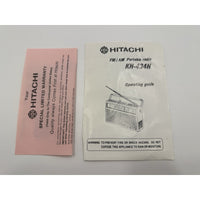 Your
HITACHI
SPECIAL LIMITED WARRANTY
HITACHI
FM/AM Portable radio
KH-434H
Operating guide
WARNING: TO PREVENT FIRE OR SHOCK HAZARD, DO NOT
EXPOSE THIS APPLIANCE TO RAIN OR MOISTURE.